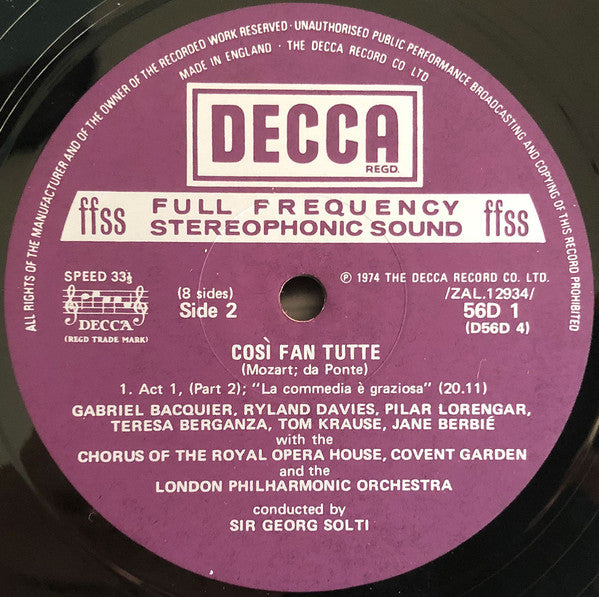 ALL RIGHTS OF THE MANUFACTURER AND OF THE OWNER OF THE RECORDED WORK RESERVED · UNAUTHORISED PUBLIC PERFORMANCE BROADCASTING AND COPYING OF THIS RECORD PROHIBITED
MADE IN ENGLAND · THE DECCA RECORD CO LTD
DECCA
REGD.
ffss FULL FREQUENCY STEREOPHONIC SOUND ffss
SPEED 33⅓
DECCA
(REGD TRADE MARK)
℗ 1974 THE DECCA RECORD CO. LTD.
(8 sides) /ZAL.12934/
Side 2 56D 1
(D56D 4)
COSÌ FAN TUTTE
(Mozart; da Ponte)
1. Act 1, (Part 2); "La commedia è graziosa" (20.11)
GABRIEL BACQUIER, RYLAND DAVIES, PILAR LORENGAR,
TERESA BERGANZA, TOM KRAUSE, JANE BERBIÉ
with the
CHORUS OF THE ROYAL OPERA HOUSE, COVENT GARDEN
and the
LONDON PHILHARMONIC ORCHESTRA
conducted by
SIR GEORG SOLTI